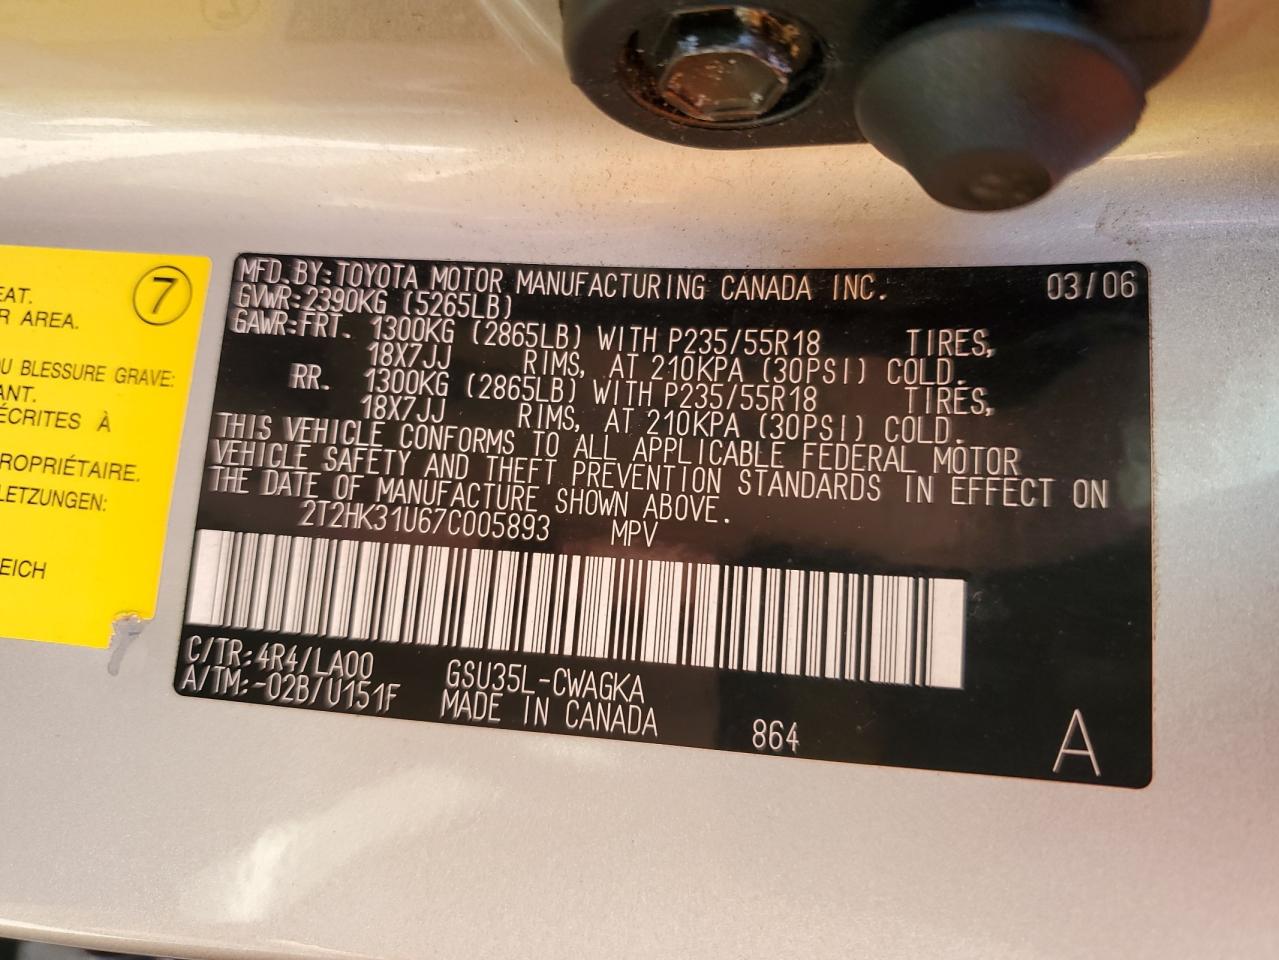 7
EAT.
R AREA.
OU BLESSURE GRAVE:
ANT.
ÉCRITES À
PROPRIÉTAIRE.
LETZUNGEN:
EICH
MFD.BY:TOYOTA MOTOR MANUFACTURING CANADA INC. 03/06
GVWR:2390KG (5265LB)
GAWR:FRT. 1300KG (2865LB) WITH P235/55R18 TIRES,
18X7JJ RIMS, AT 210KPA (30PSI) COLD.
RR. 1300KG (2865LB) WITH P235/55R18 TIRES,
18X7JJ RIMS, AT 210KPA (30PSI) COLD.
THIS VEHICLE CONFORMS TO ALL APPLICABLE FEDERAL MOTOR
VEHICLE SAFETY AND THEFT PREVENTION STANDARDS IN EFFECT ON
THE DATE OF MANUFACTURE SHOWN ABOVE.
2T2HK31U67C005893 MPV
C/TR:4R4/LA00 GSU35L-CWAGKA
A/TM:-02B/U151F MADE IN CANADA 864 A